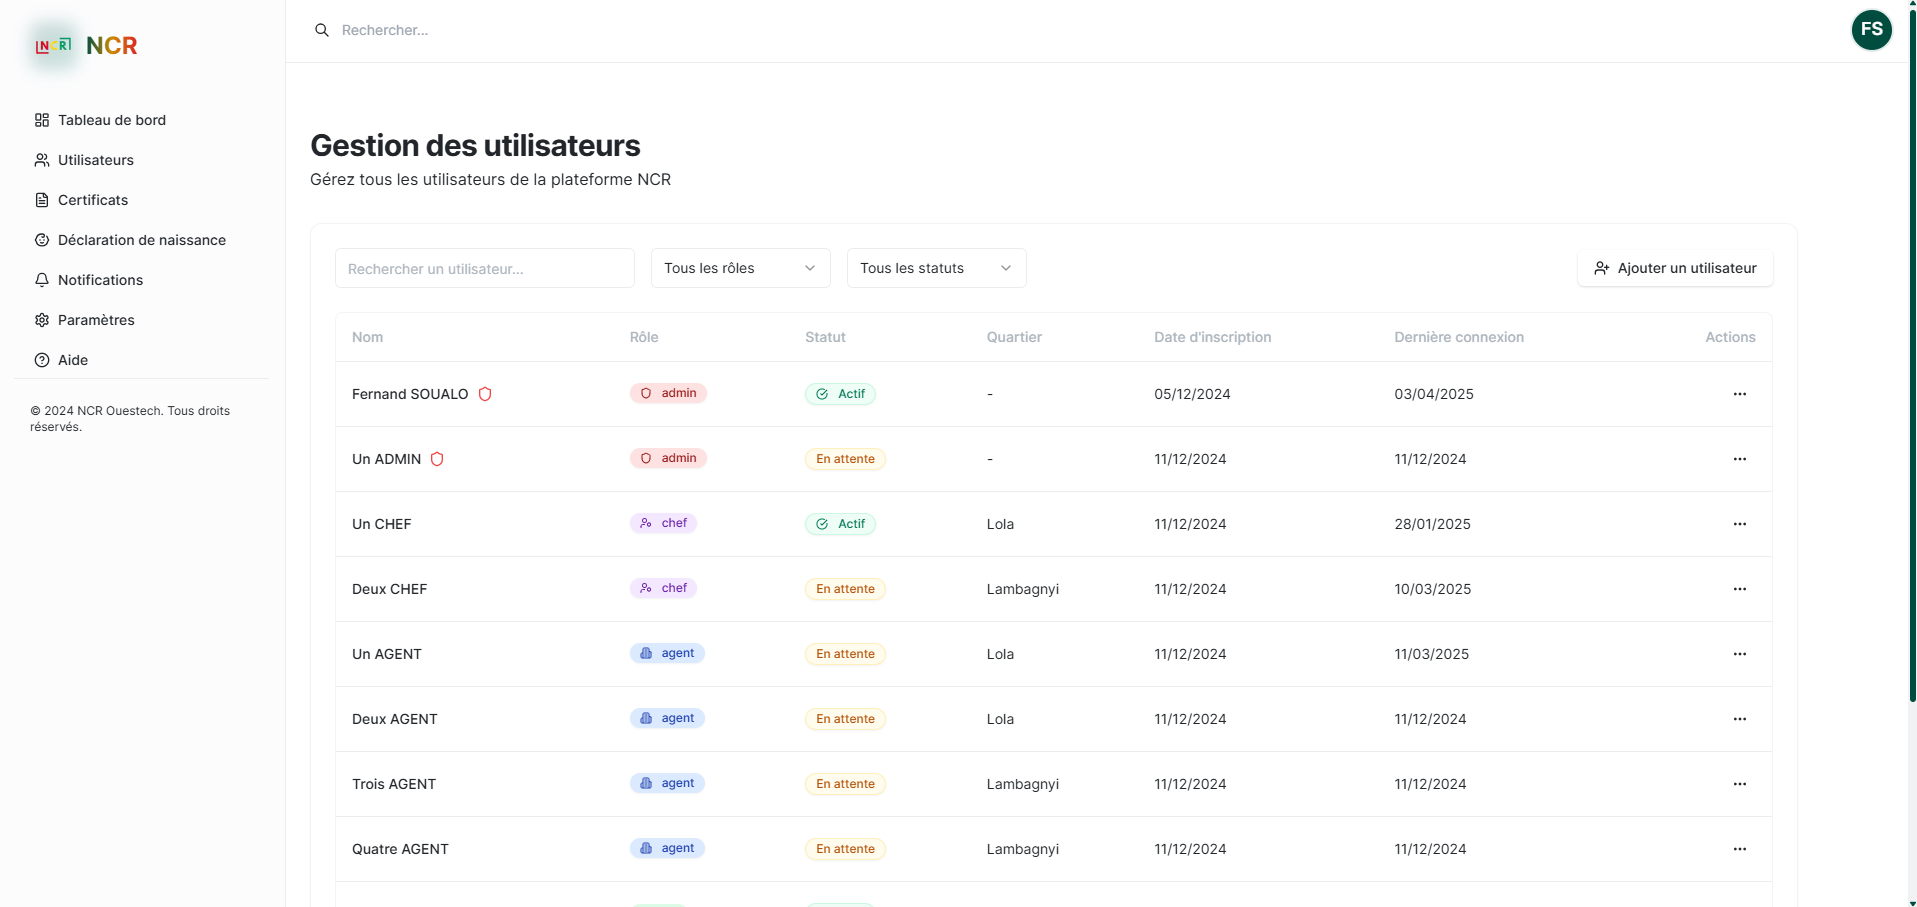 NCR NCR
Rechercher...
FS
Tableau de bord
Utilisateurs
Certificats
Déclaration de naissance
Notifications
Paramètres
Aide
© 2024 NCR Ouestech. Tous droits
réservés.
Gestion des utilisateurs
Gérez tous les utilisateurs de la plateforme NCR
Rechercher un utilisateur... Tous les rôles Tous les statuts Ajouter un utilisateur
Nom Rôle Statut Quartier Date d'inscription Dernière connexion Actions
Fernand SOUALO admin Actif - 05/12/2024 03/04/2025 ...
Un ADMIN admin En attente - 11/12/2024 11/12/2024 ...
Un CHEF chef Actif Lola 11/12/2024 28/01/2025 ...
Deux CHEF chef En attente Lambagnyi 11/12/2024 10/03/2025 ...
Un AGENT agent En attente Lola 11/12/2024 11/03/2025 ...
Deux AGENT agent En attente Lola 11/12/2024 11/12/2024 ...
Trois AGENT agent En attente Lambagnyi 11/12/2024 11/12/2024 ...
Quatre AGENT agent En attente Lambagnyi 11/12/2024 11/12/2024 ...